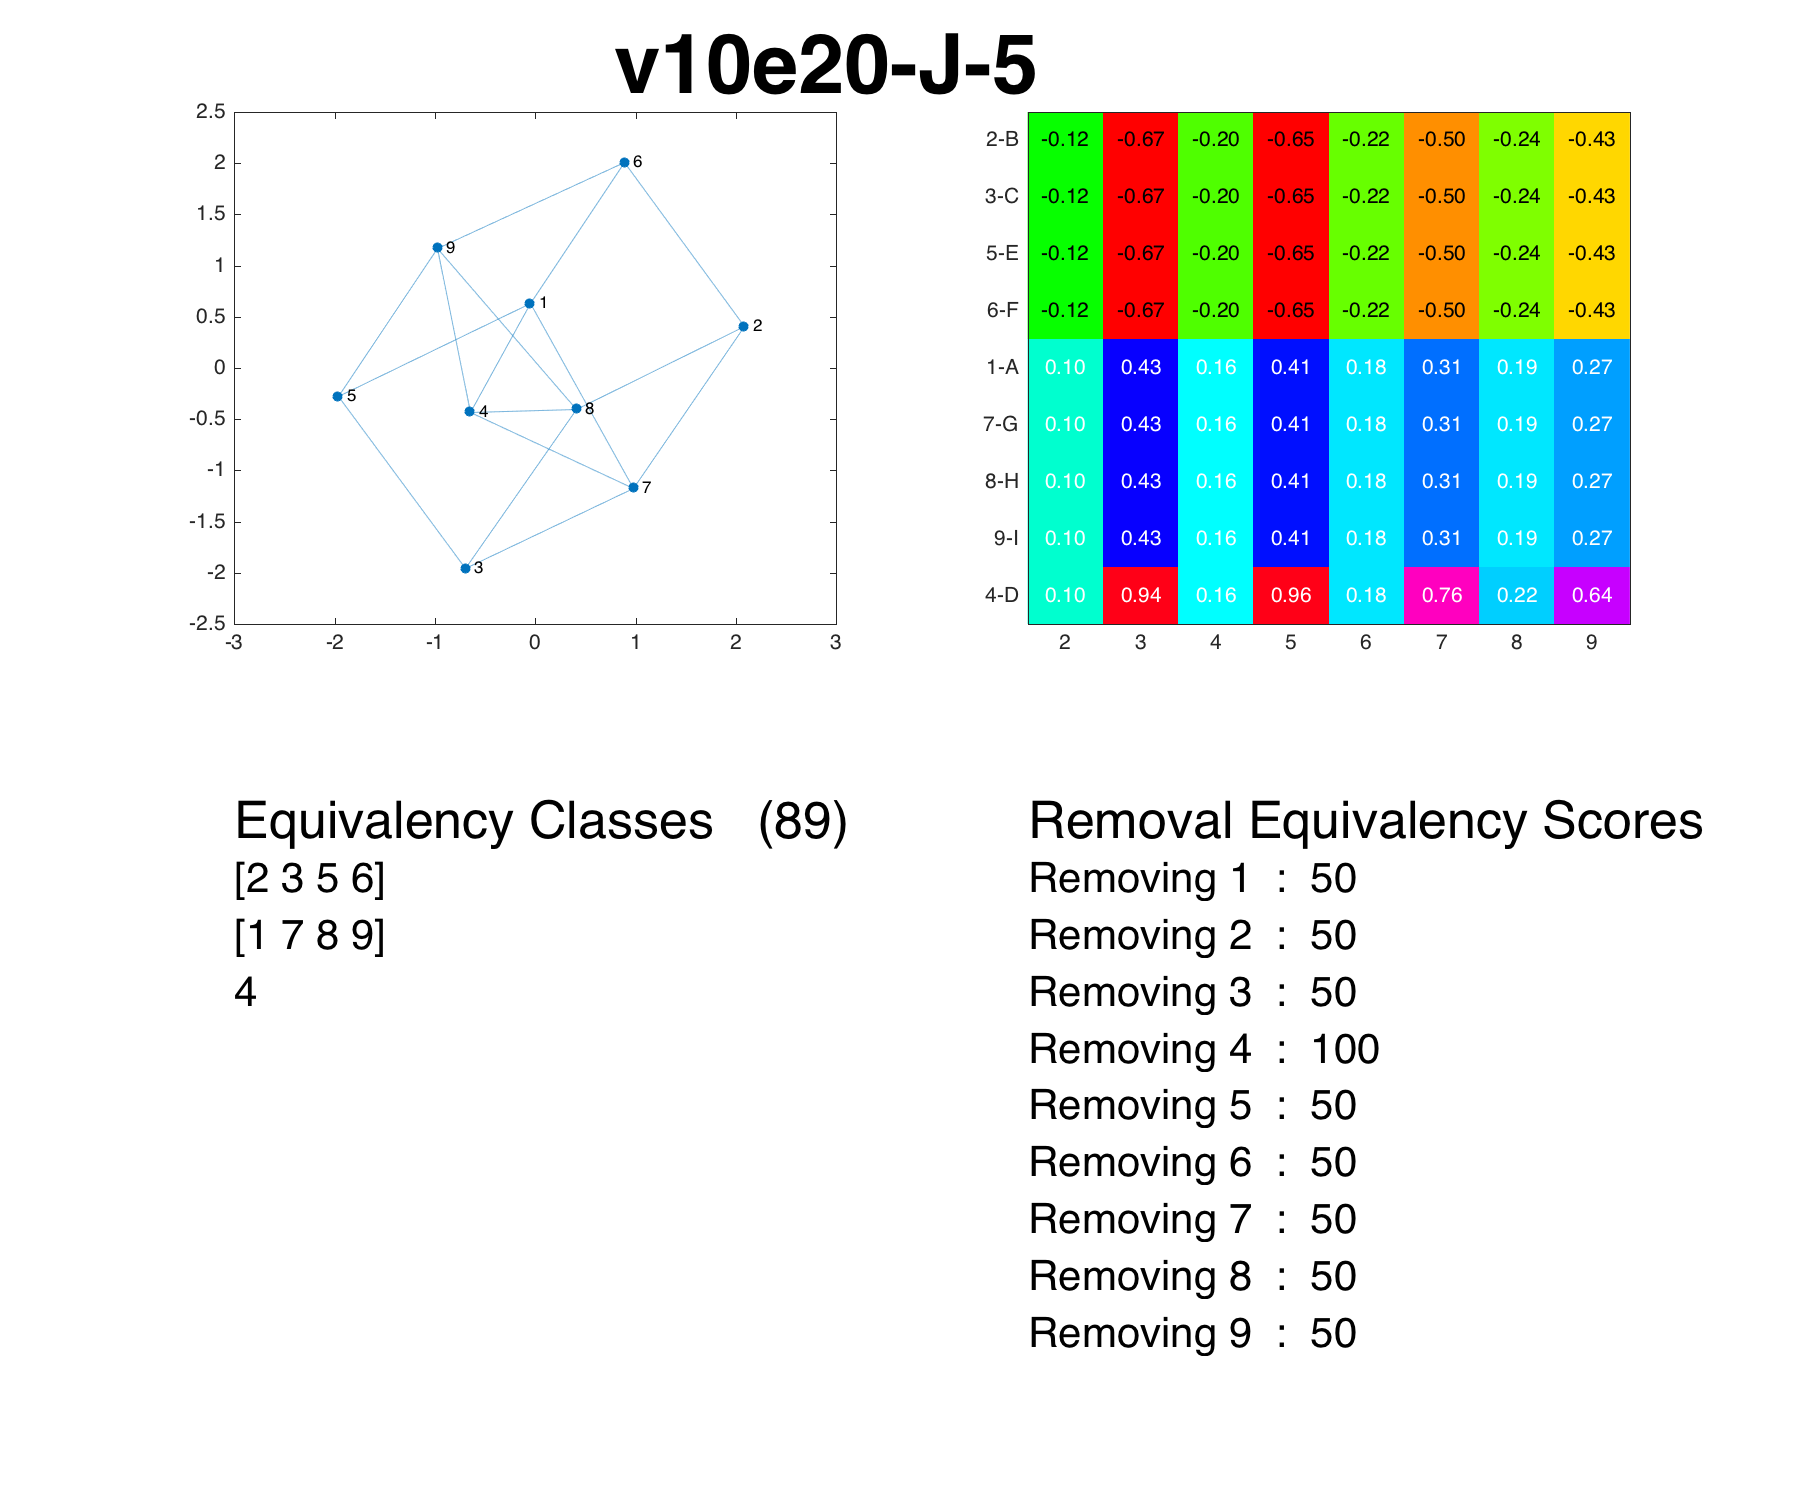 v10e20-J-5
2.5
2
1.5
1
0.5
0
-0.5
-1
-1.5
-2
-2.5
-3 -2 -1 0 1 2 3
6
9
1
2
5
4
8
7
3
2-B -0.12 -0.67 -0.20 -0.65 -0.22 -0.50 -0.24 -0.43
3-C -0.12 -0.67 -0.20 -0.65 -0.22 -0.50 -0.24 -0.43
5-E -0.12 -0.67 -0.20 -0.65 -0.22 -0.50 -0.24 -0.43
6-F -0.12 -0.67 -0.20 -0.65 -0.22 -0.50 -0.24 -0.43
1-A 0.10 0.43 0.16 0.41 0.18 0.31 0.19 0.27
7-G 0.10 0.43 0.16 0.41 0.18 0.31 0.19 0.27
8-H 0.10 0.43 0.16 0.41 0.18 0.31 0.19 0.27
9-I 0.10 0.43 0.16 0.41 0.18 0.31 0.19 0.27
4-D 0.10 0.94 0.16 0.96 0.18 0.76 0.22 0.64
2 3 4 5 6 7 8 9
Equivalency Classes (89)
[2 3 5 6]
[1 7 8 9]
4
Removal Equivalency Scores
Removing 1 : 50
Removing 2 : 50
Removing 3 : 50
Removing 4 : 100
Removing 5 : 50
Removing 6 : 50
Removing 7 : 50
Removing 8 : 50
Removing 9 : 50